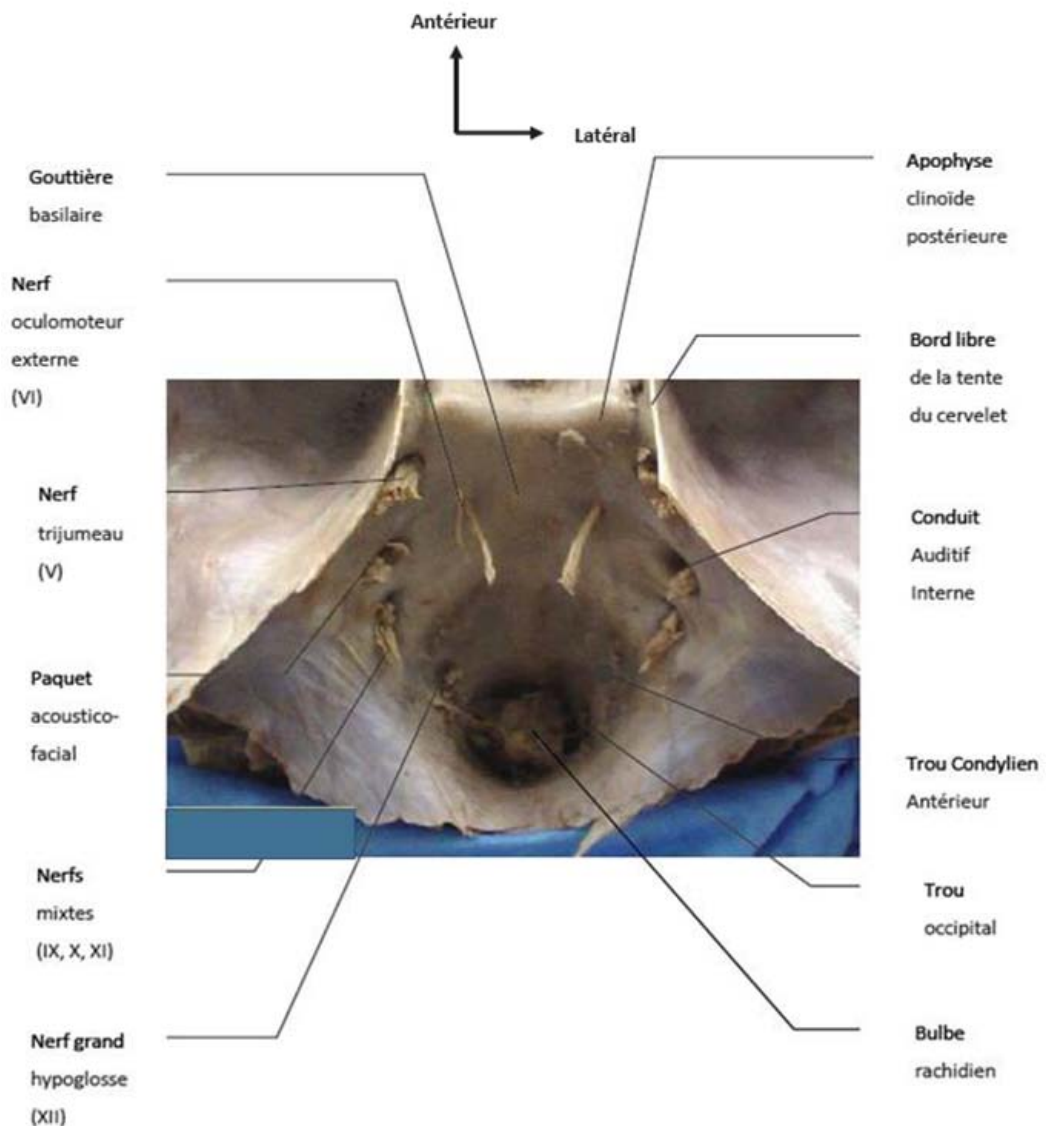 Antérieur
Latéral
Gouttière
basilaire
Nerf
oculomoteur
externe
(VI)
Nerf
trijumeau
(V)
Paquet
acoustico-
facial
Nerfs
mixtes
(IX, X, XI)
Nerf grand
hypoglosse
(XII)
Apophyse
clinoïde
postérieure
Bord libre
de la tente
du cervelet
Conduit
Auditif
Interne
Trou Condylien
Antérieur
Trou
occipital
Bulbe
rachidien